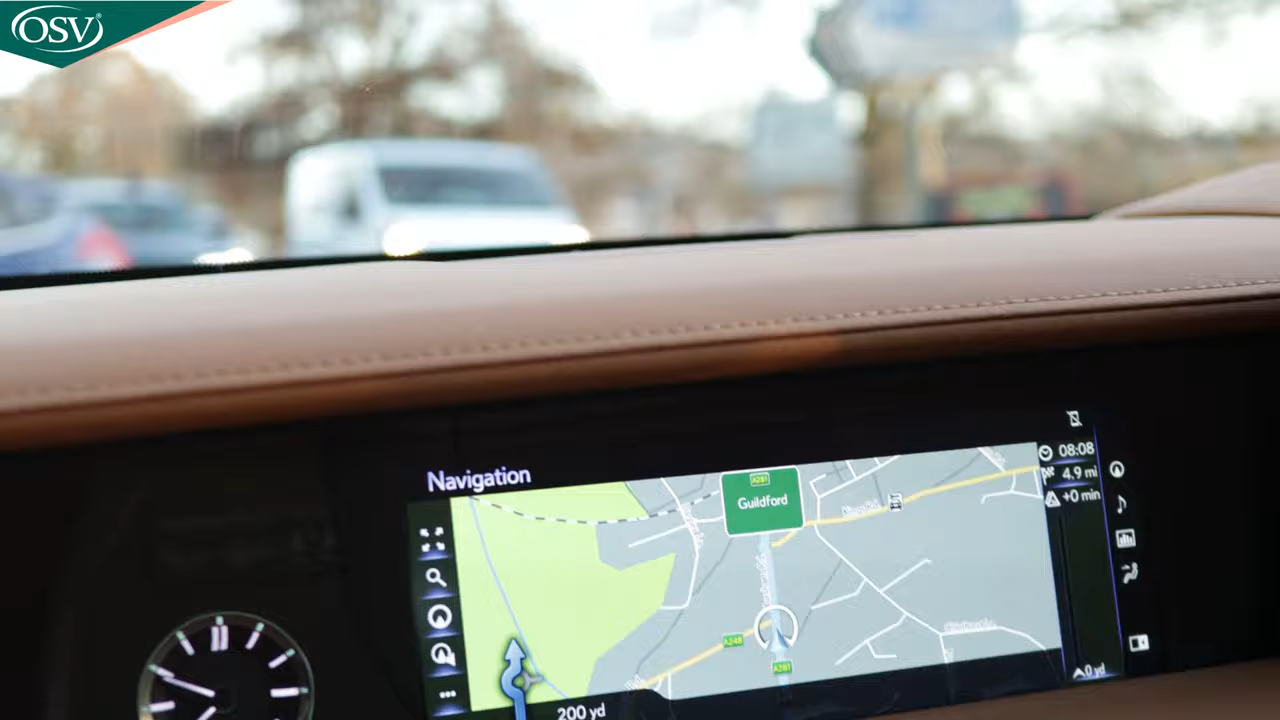 OSV®
Navigation
A281
Guildford
08:08
4.9 mi
+0 min
A248
A281
200 yd
0 yd